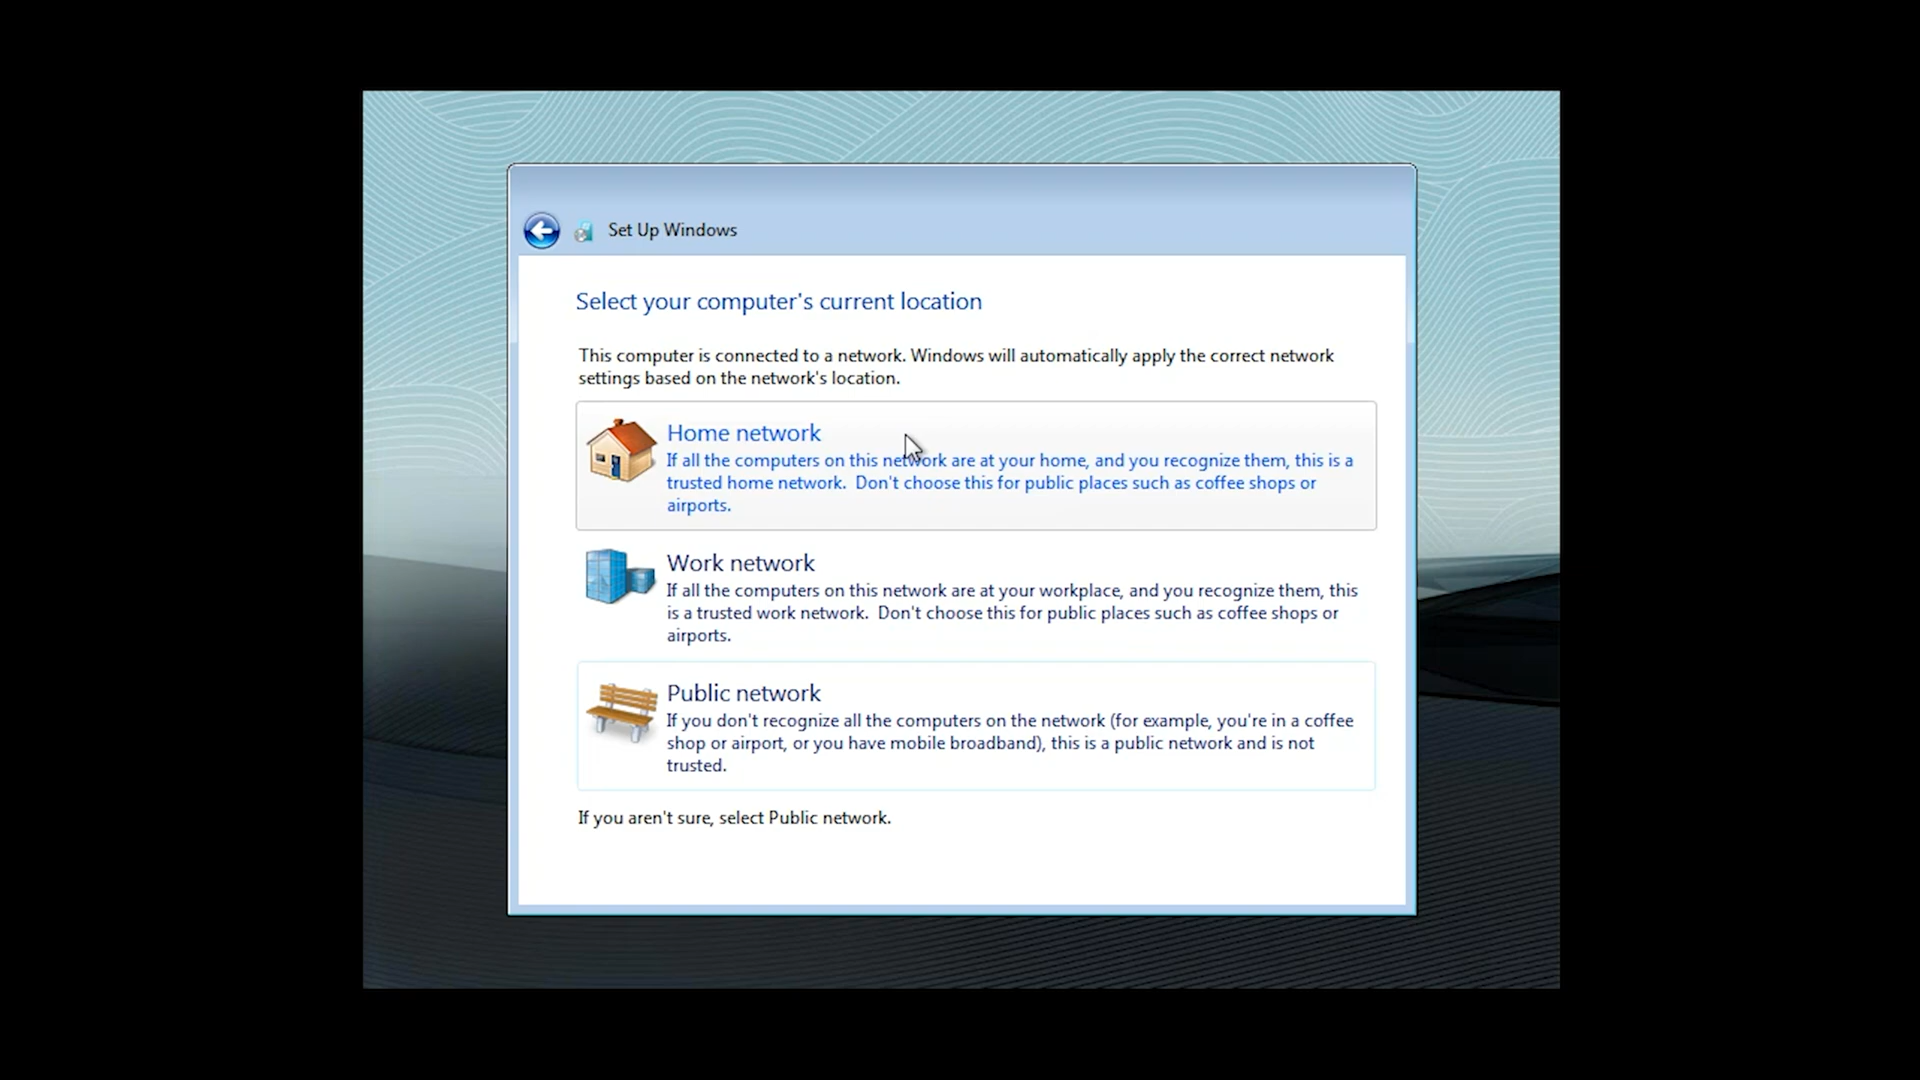 Set Up Windows
Select your computer's current location
This computer is connected to a network. Windows will automatically apply the correct network
settings based on the network's location.
Home network
If all the computers on this network are at your home, and you recognize them, this is a
trusted home network.  Don't choose this for public places such as coffee shops or
airports.
Work network
If all the computers on this network are at your workplace, and you recognize them, this
is a trusted work network.  Don't choose this for public places such as coffee shops or
airports.
Public network
If you don't recognize all the computers on the network (for example, you're in a coffee
shop or airport, or you have mobile broadband), this is a public network and is not
trusted.
If you aren't sure, select Public network.